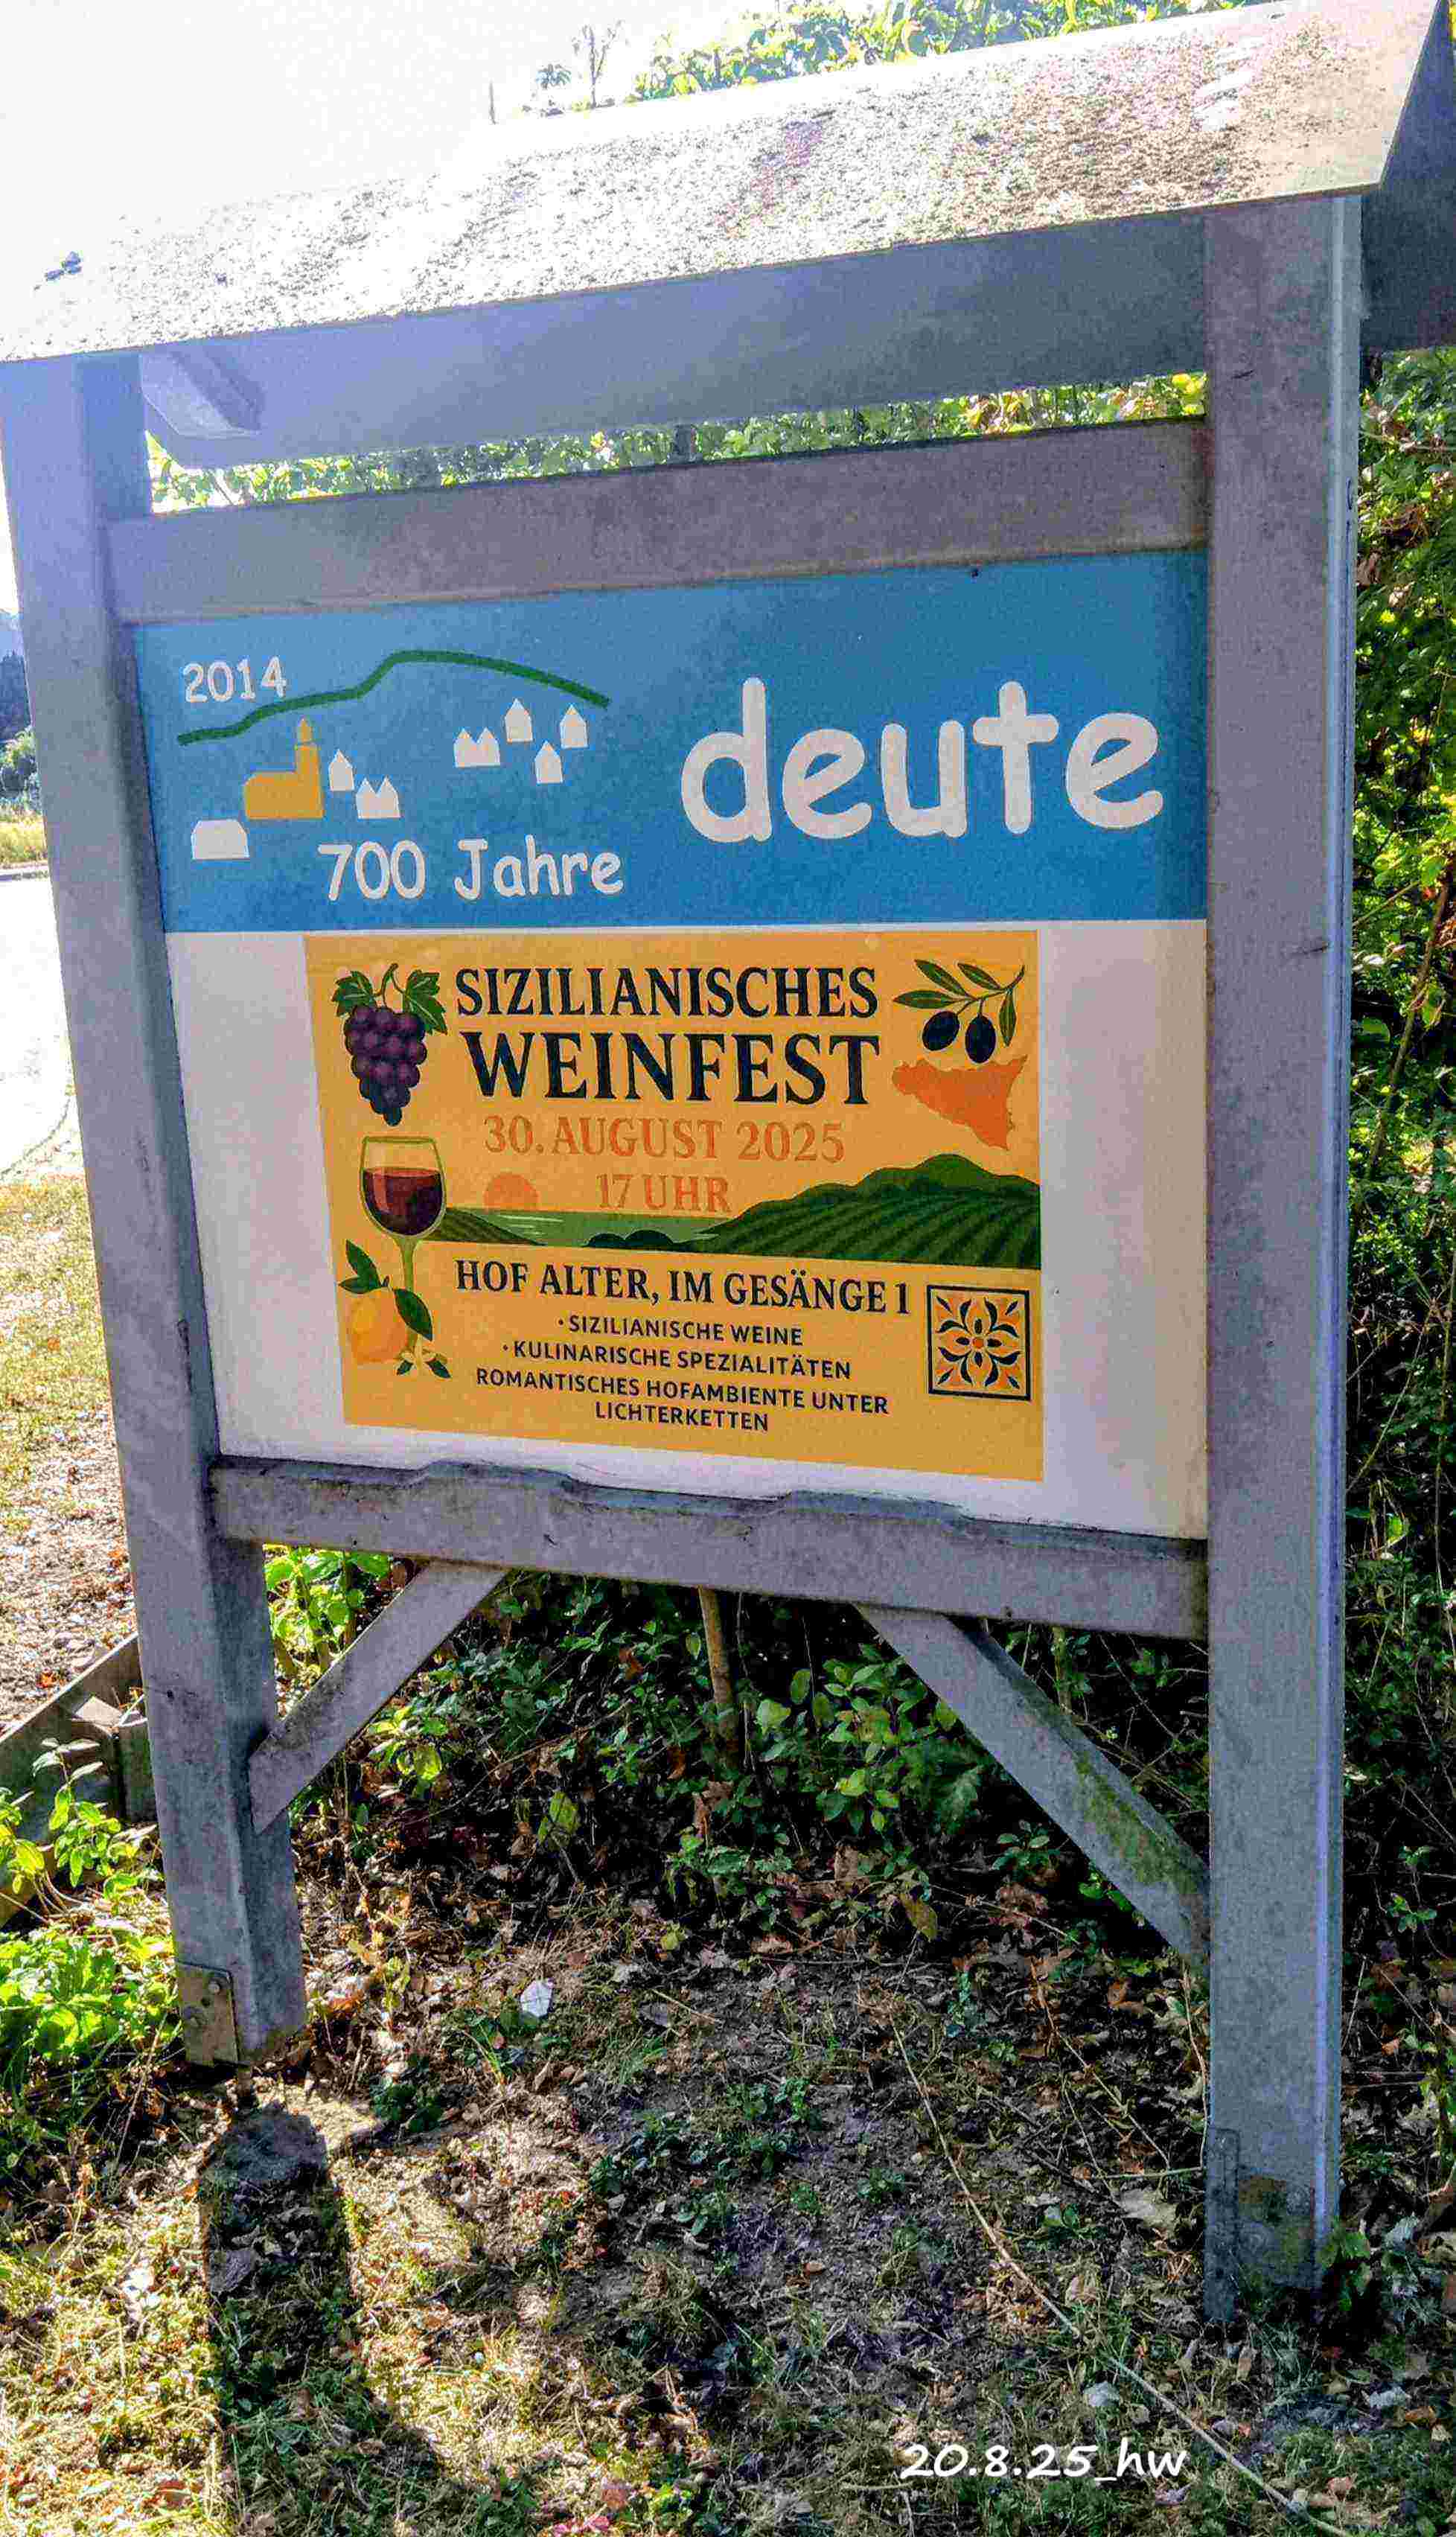 2014
700 Jahre
deute
SIZILIANISCHES
WEINFEST
30. AUGUST 2025
17 UHR
HOF ALTER, IM GESÄNGE 1
• SIZILIANISCHE WEINE
• KULINARISCHE SPEZIALITÄTEN
ROMANTISCHES HOFAMBIENTE UNTER
LICHTERKETTEN
20.8.25_hw